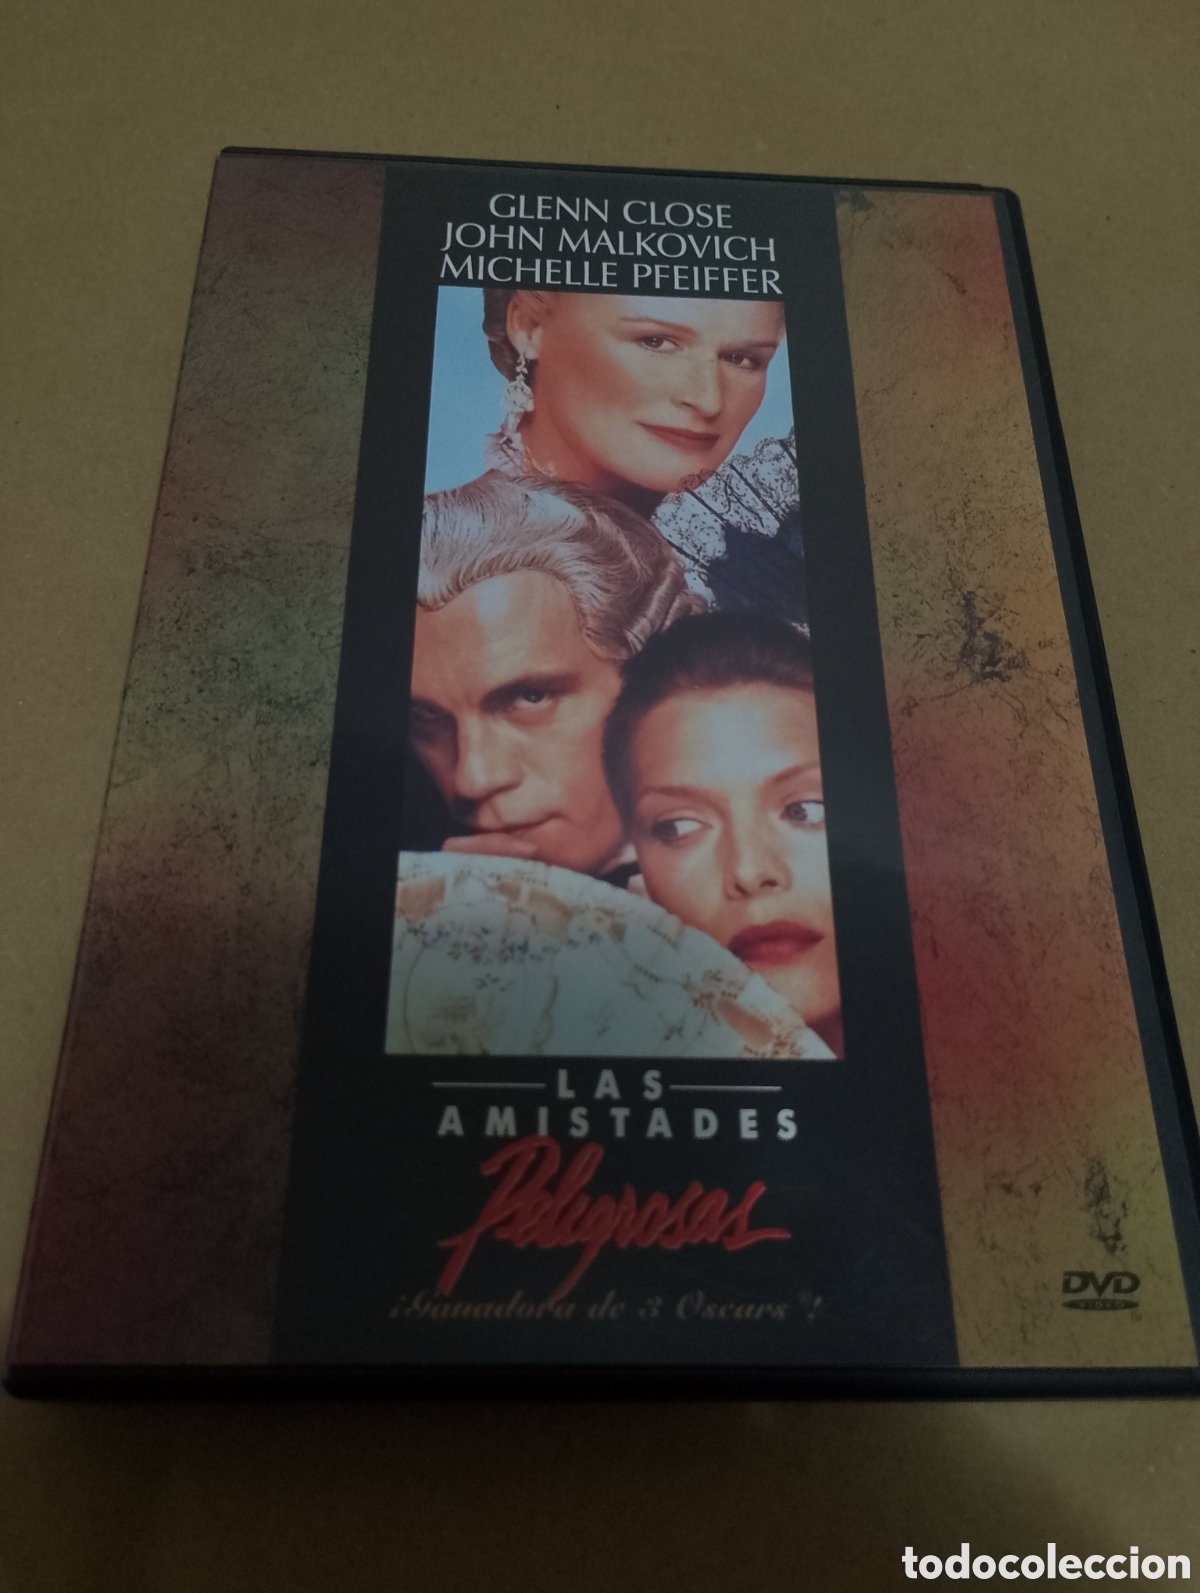 GLENN CLOSE
JOHN MALKOVICH
MICHELLE PFEIFFER
LAS
AMISTADES
Peligrosas
¡Ganadora de 3 Oscars®!
DVD
VIDEO
todocoleccion